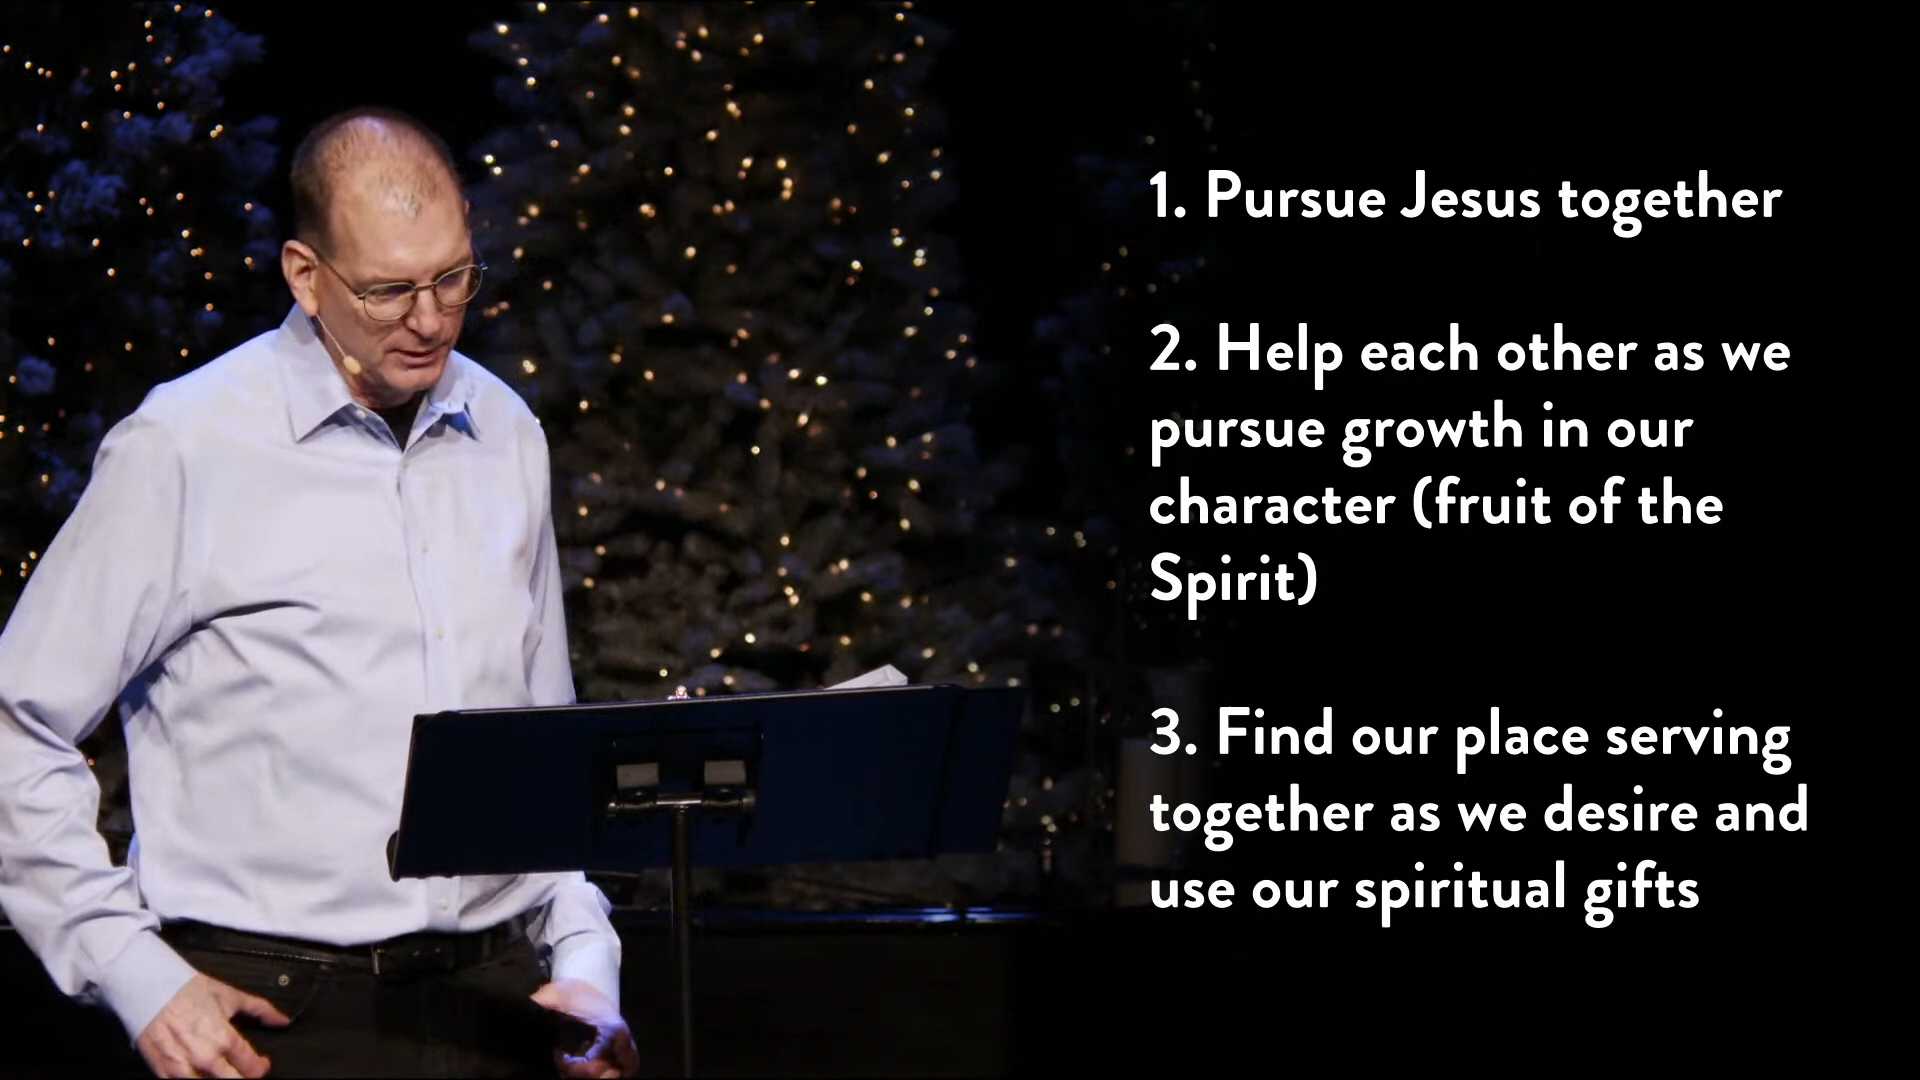 1. Pursue Jesus together
2. Help each other as we
pursue growth in our
character (fruit of the
Spirit)
3. Find our place serving
together as we desire and
use our spiritual gifts